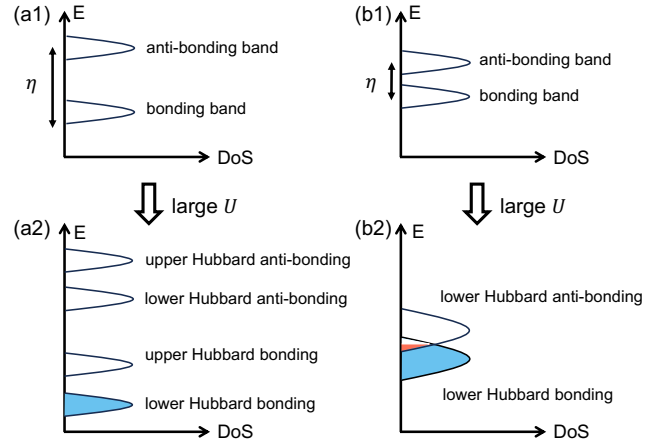 (a1)
E
anti-bonding band
η
bonding band
DoS
large U
(b1)
E
anti-bonding band
η
bonding band
DoS
large U
(a2)
E
upper Hubbard anti-bonding
lower Hubbard anti-bonding
upper Hubbard bonding
lower Hubbard bonding
DoS
(b2)
E
lower Hubbard anti-bonding
lower Hubbard bonding
DoS